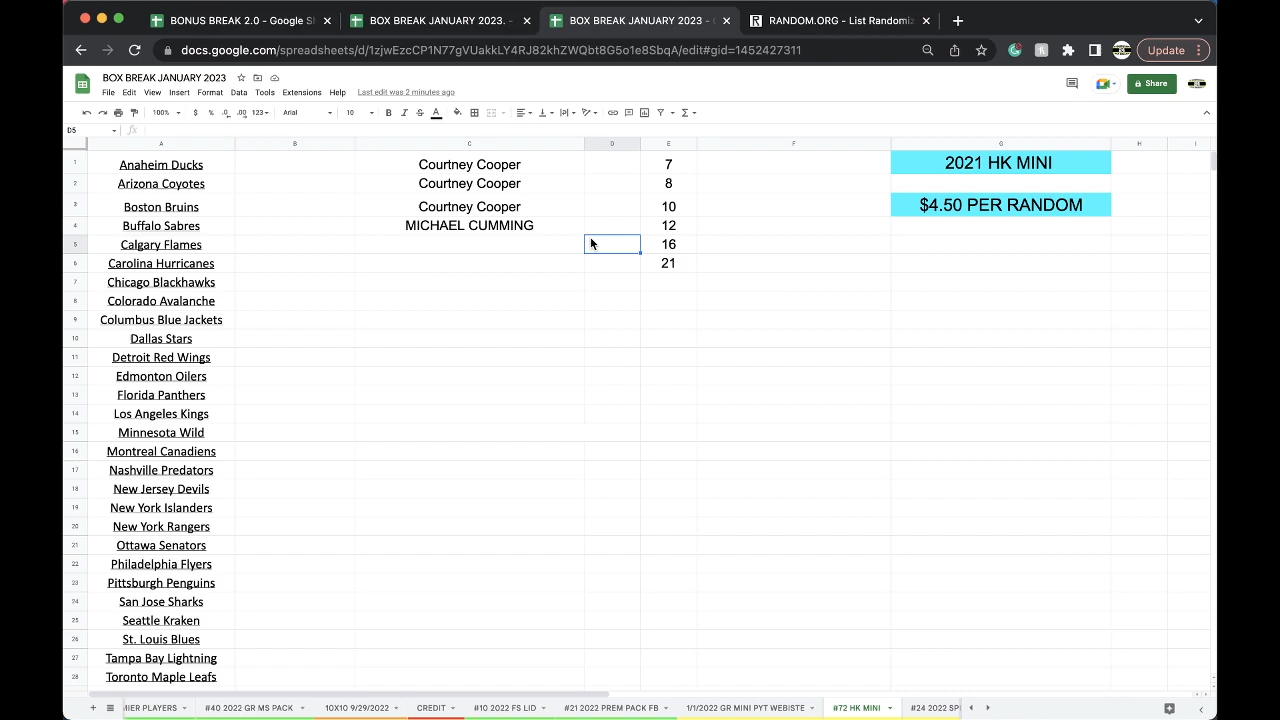 BONUS BREAK 2.0 - Google S
BOX BREAK JANUARY 2023. -
BOX BREAK JANUARY 2023 -
RANDOM.ORG - List Randomiz
docs.google.com/spreadsheets/d/1zjwEzcCP1N77gVUakkLY4RJ82khZWQbt8G5o1e8SbqA/edit#gid=1452427311
Update
BOX BREAK JANUARY 2023
File Edit View Insert Format Data Tools Extensions Help Last edit was 2 minutes ago
Share
100% $ % .0 .00 123 Arial 10 B I S A
D5 fx
A B C D E F G H I
1 Anaheim Ducks Courtney Cooper 7 2021 HK MINI
2 Arizona Coyotes Courtney Cooper 8
3 Boston Bruins Courtney Cooper 10 $4.50 PER RANDOM
4 Buffalo Sabres MICHAEL CUMMING 12
5 Calgary Flames 16
6 Carolina Hurricanes 21
7 Chicago Blackhawks
8 Colorado Avalanche
9 Columbus Blue Jackets
10 Dallas Stars
11 Detroit Red Wings
12 Edmonton Oilers
13 Florida Panthers
14 Los Angeles Kings
15 Minnesota Wild
16 Montreal Canadiens
17 Nashville Predators
18 New Jersey Devils
19 New York Islanders
20 New York Rangers
21 Ottawa Senators
22 Philadelphia Flyers
23 Pittsburgh Penguins
24 San Jose Sharks
25 Seattle Kraken
26 St. Louis Blues
27 Tampa Bay Lightning
28 Toronto Maple Leafs
MIER PLAYERS #40 2022 GR MS PACK 10X10 9/29/2022 CREDIT #10 2022 FS LID #21 2022 PREM PACK FB 1/1/2022 GR MINI PYT WEBISTE #72 HK MINI #24 2022 SP